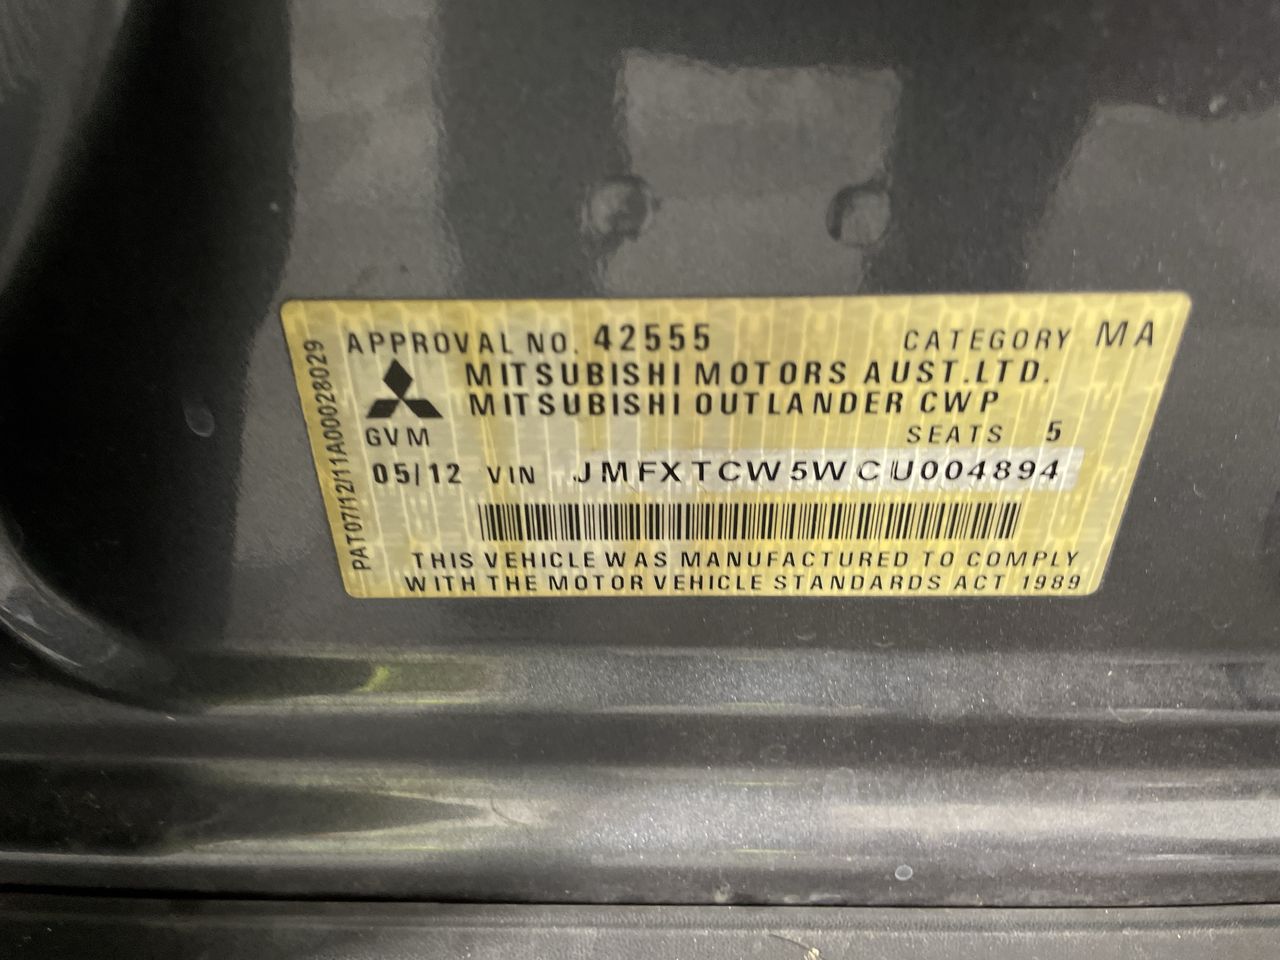 APPROVAL NO. 42555 CATEGORY MA
MITSUBISHI MOTORS AUST. LTD.
MITSUBISHI OUTLANDER CWP
GVM SEATS 5
05/12 VIN JMFXTCW5WCU004894
THIS VEHICLE WAS MANUFACTURED TO COMPLY
WITH THE MOTOR VEHICLE STANDARDS ACT 1989
PAT07/12/11A00028029